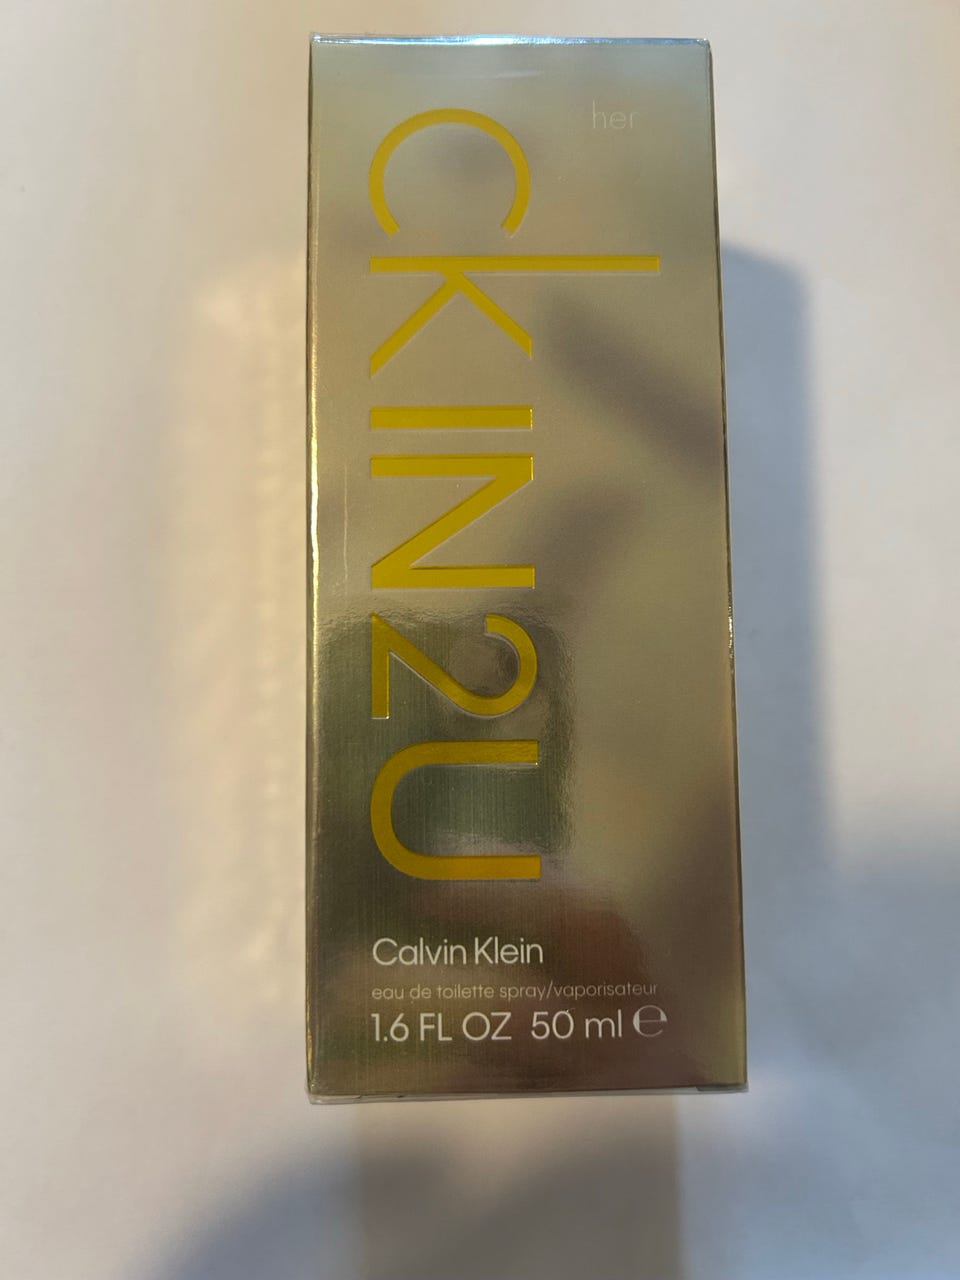 her
CKIN2U
Calvin Klein
eau de toilette spray/vaporisateur
1.6 FL OZ 50 ml ℮